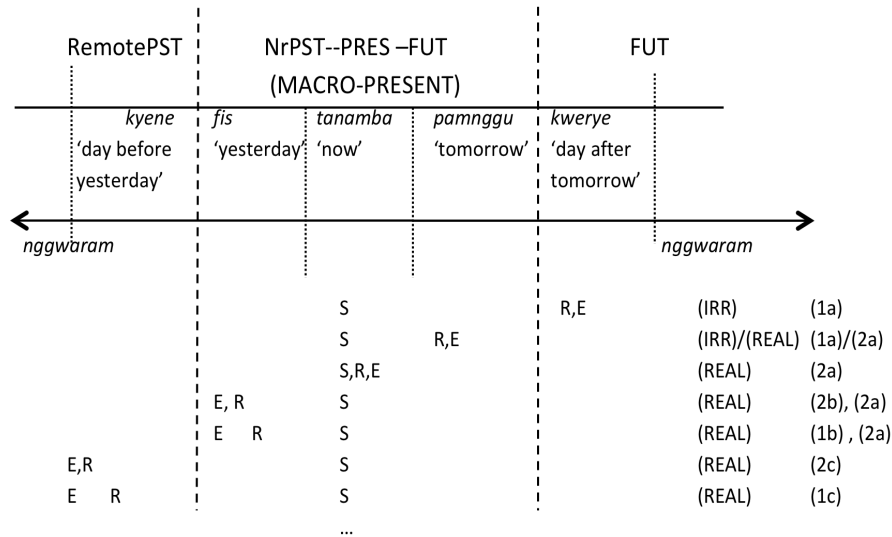 RemotePST NrPST--PRES –FUT FUT
(MACRO-PRESENT)
kyene fis tanamba pamnggu kwerye
‘day before ‘yesterday’ ‘now’ ‘tomorrow’ ‘day after
yesterday’ tomorrow’
nggwaram nggwaram
S R,E (IRR) (1a)
S R,E (IRR)/(REAL) (1a)/(2a)
S,R,E (REAL) (2a)
E, R S (REAL) (2b), (2a)
E R S (REAL) (1b) , (2a)
E,R S (REAL) (2c)
E R S (REAL) (1c)
...